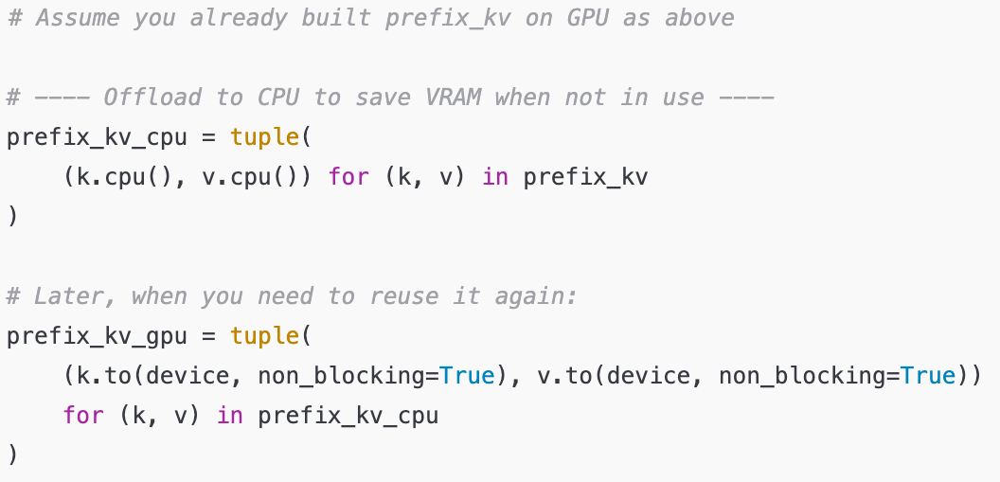 # Assume you already built prefix_kv on GPU as above
# ---- Offload to CPU to save VRAM when not in use ----
prefix_kv_cpu = tuple(
    (k.cpu(), v.cpu()) for (k, v) in prefix_kv
)
# Later, when you need to reuse it again:
prefix_kv_gpu = tuple(
    (k.to(device, non_blocking=True), v.to(device, non_blocking=True))
    for (k, v) in prefix_kv_cpu
)